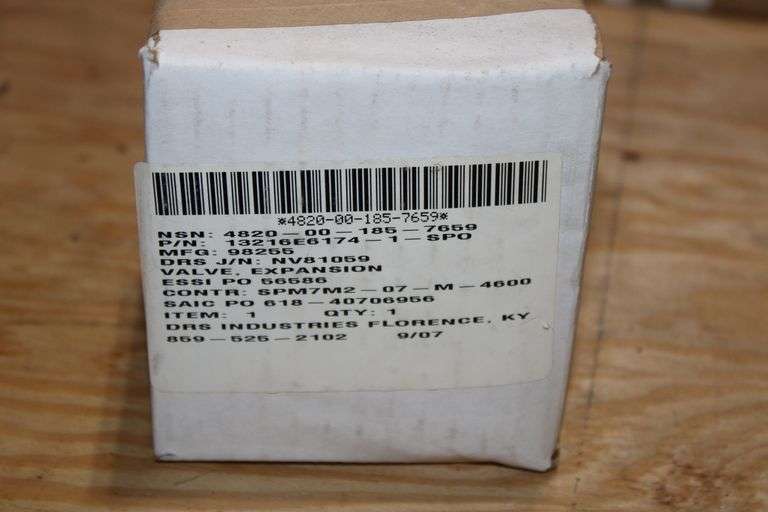 *4820-00-185-7659*
NSN: 4820-00-185-7659
P/N: 13216E6174-1-SPO
MFG: 98255
DRS J/N: NV81059
VALVE, EXPANSION
ESSI PO 56586
CONTR: SPM7M2-07-M-4600
SAIC PO 618-40706956
ITEM: 1 QTY: 1
DRS INDUSTRIES FLORENCE, KY
859-525-2102 9/07